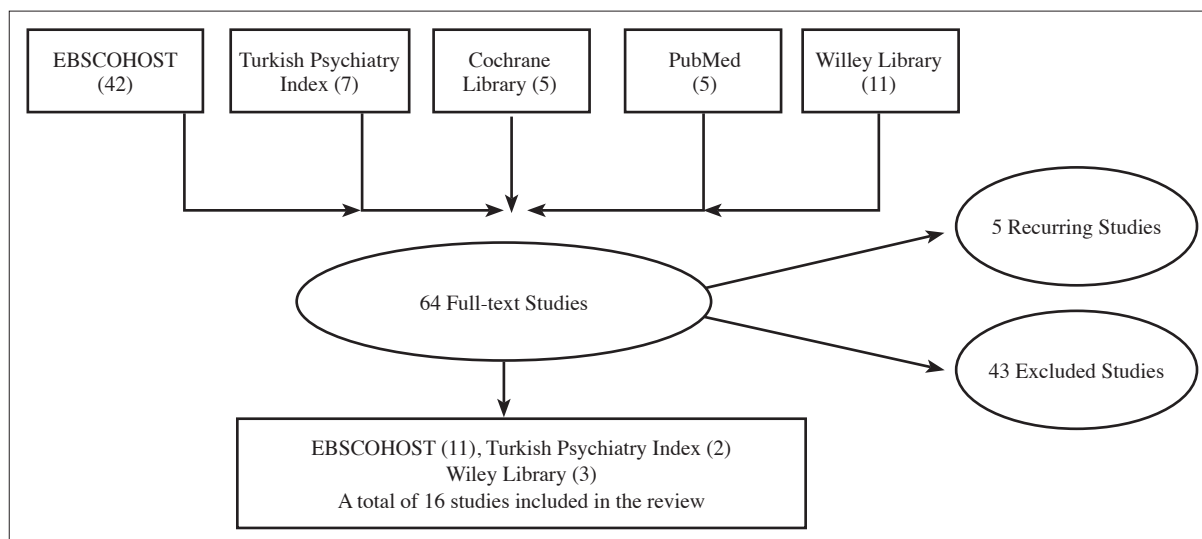 EBSCOHOST
(42)
Turkish Psychiatry
Index (7)
Cochrane
Library (5)
PubMed
(5)
Willey Library
(11)
5 Recurring Studies
64 Full-text Studies
43 Excluded Studies
EBSCOHOST (11), Turkish Psychiatry Index (2)
Wiley Library (3)
A total of 16 studies included in the review